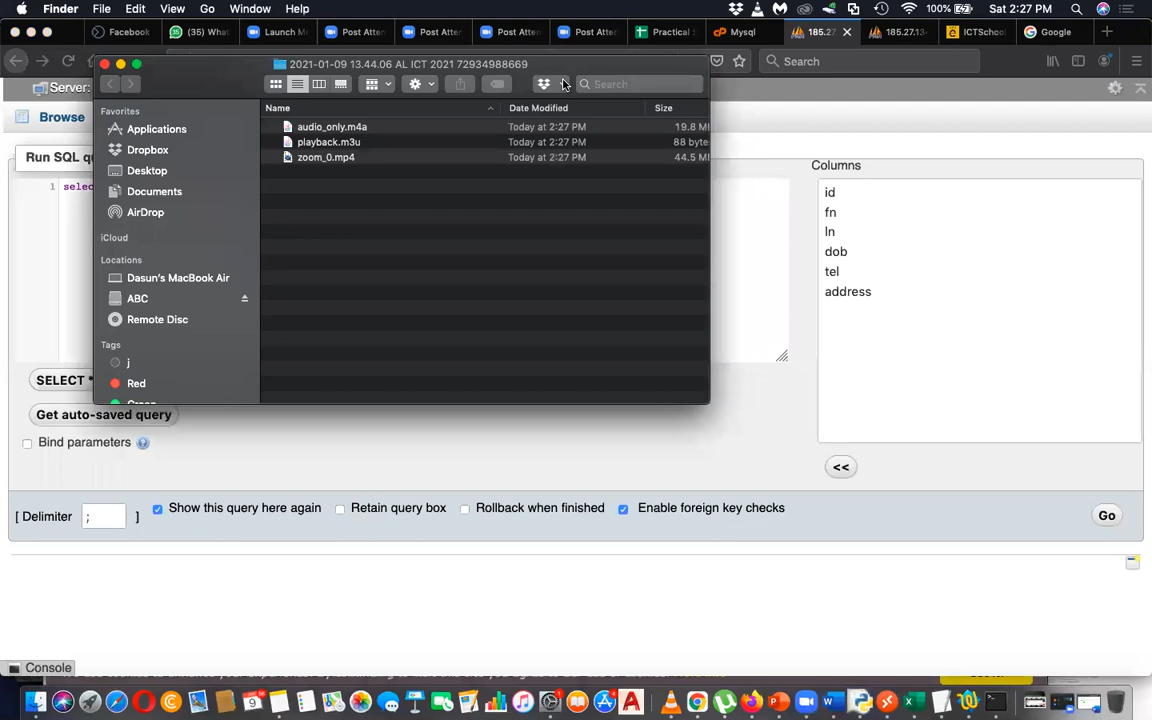 Finder File Edit View Go Window Help 100% Sat 2:27 PM
Facebook (35) What Launch M Post Atten Post Atten Post Atten Post Atten Practical Mysql 185.27 185.27.13 ICTSchool Google
2021-01-09 13.44.06 AL ICT 2021 72934988669
Search
Search
Server:
Browse
Favorites
Name Date Modified Size
Applications
audio_only.m4a Today at 2:27 PM 19.8 M
playback.m3u Today at 2:27 PM 88 bytes
zoom_0.mp4 Today at 2:27 PM 44.5 M
Dropbox
Desktop
Documents
AirDrop
iCloud
Locations
Dasun's MacBook Air
ABC
Remote Disc
Tags
j
Red
Run SQL qu
1 selec
Columns
id
fn
ln
dob
tel
address
SELECT *
Get auto-saved query
Bind parameters
<<
[ Delimiter ; ] Show this query here again Retain query box Rollback when finished Enable foreign key checks Go
Console
9